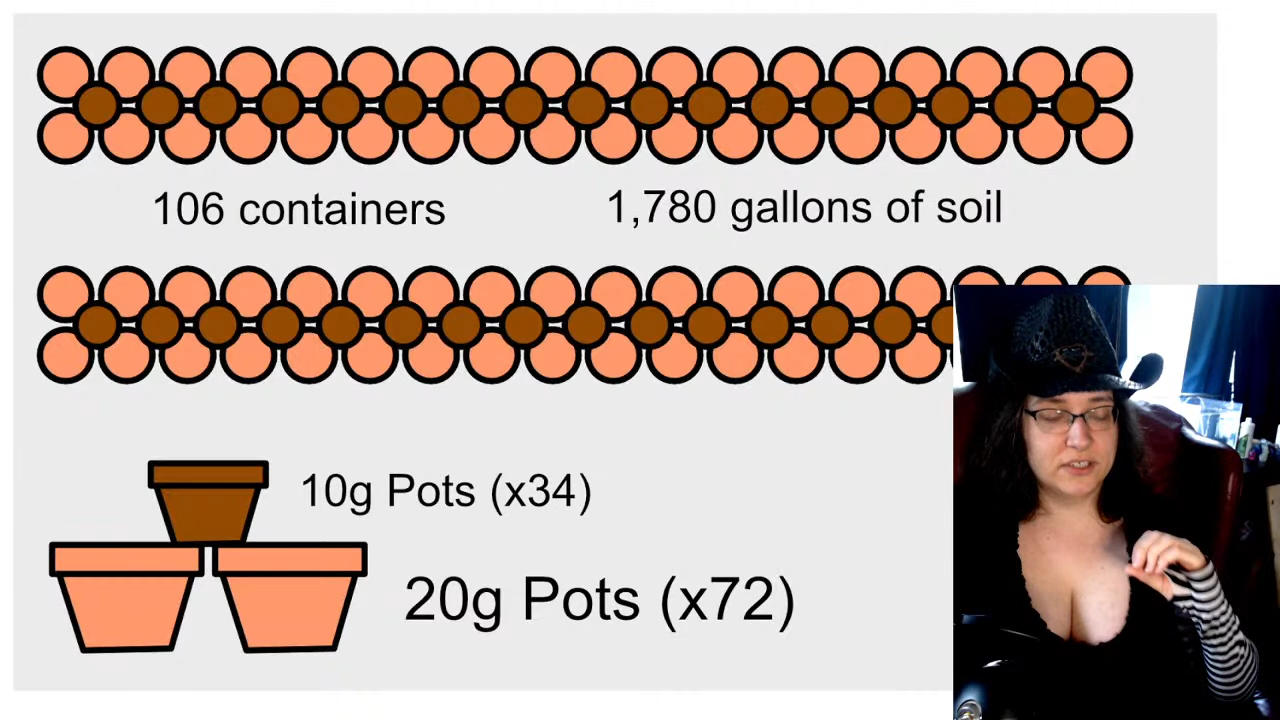 106 containers
1,780 gallons of soil
10g Pots (x34)
20g Pots (x72)